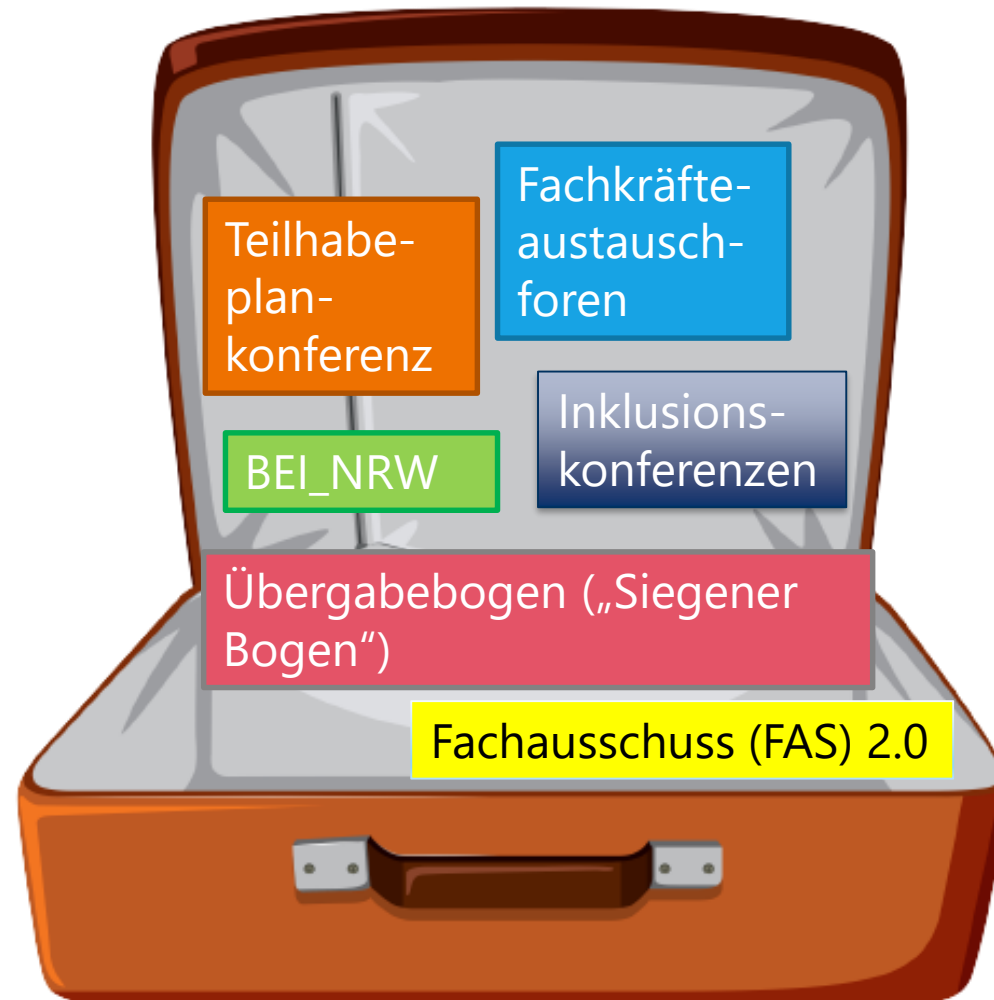 Teilhabe-
plan-
konferenz
Fachkräfte-
austausch-
foren
BEI_NRW
Inklusions-
konferenzen
Übergabebogen („Siegener
Bogen“)
Fachausschuss (FAS) 2.0